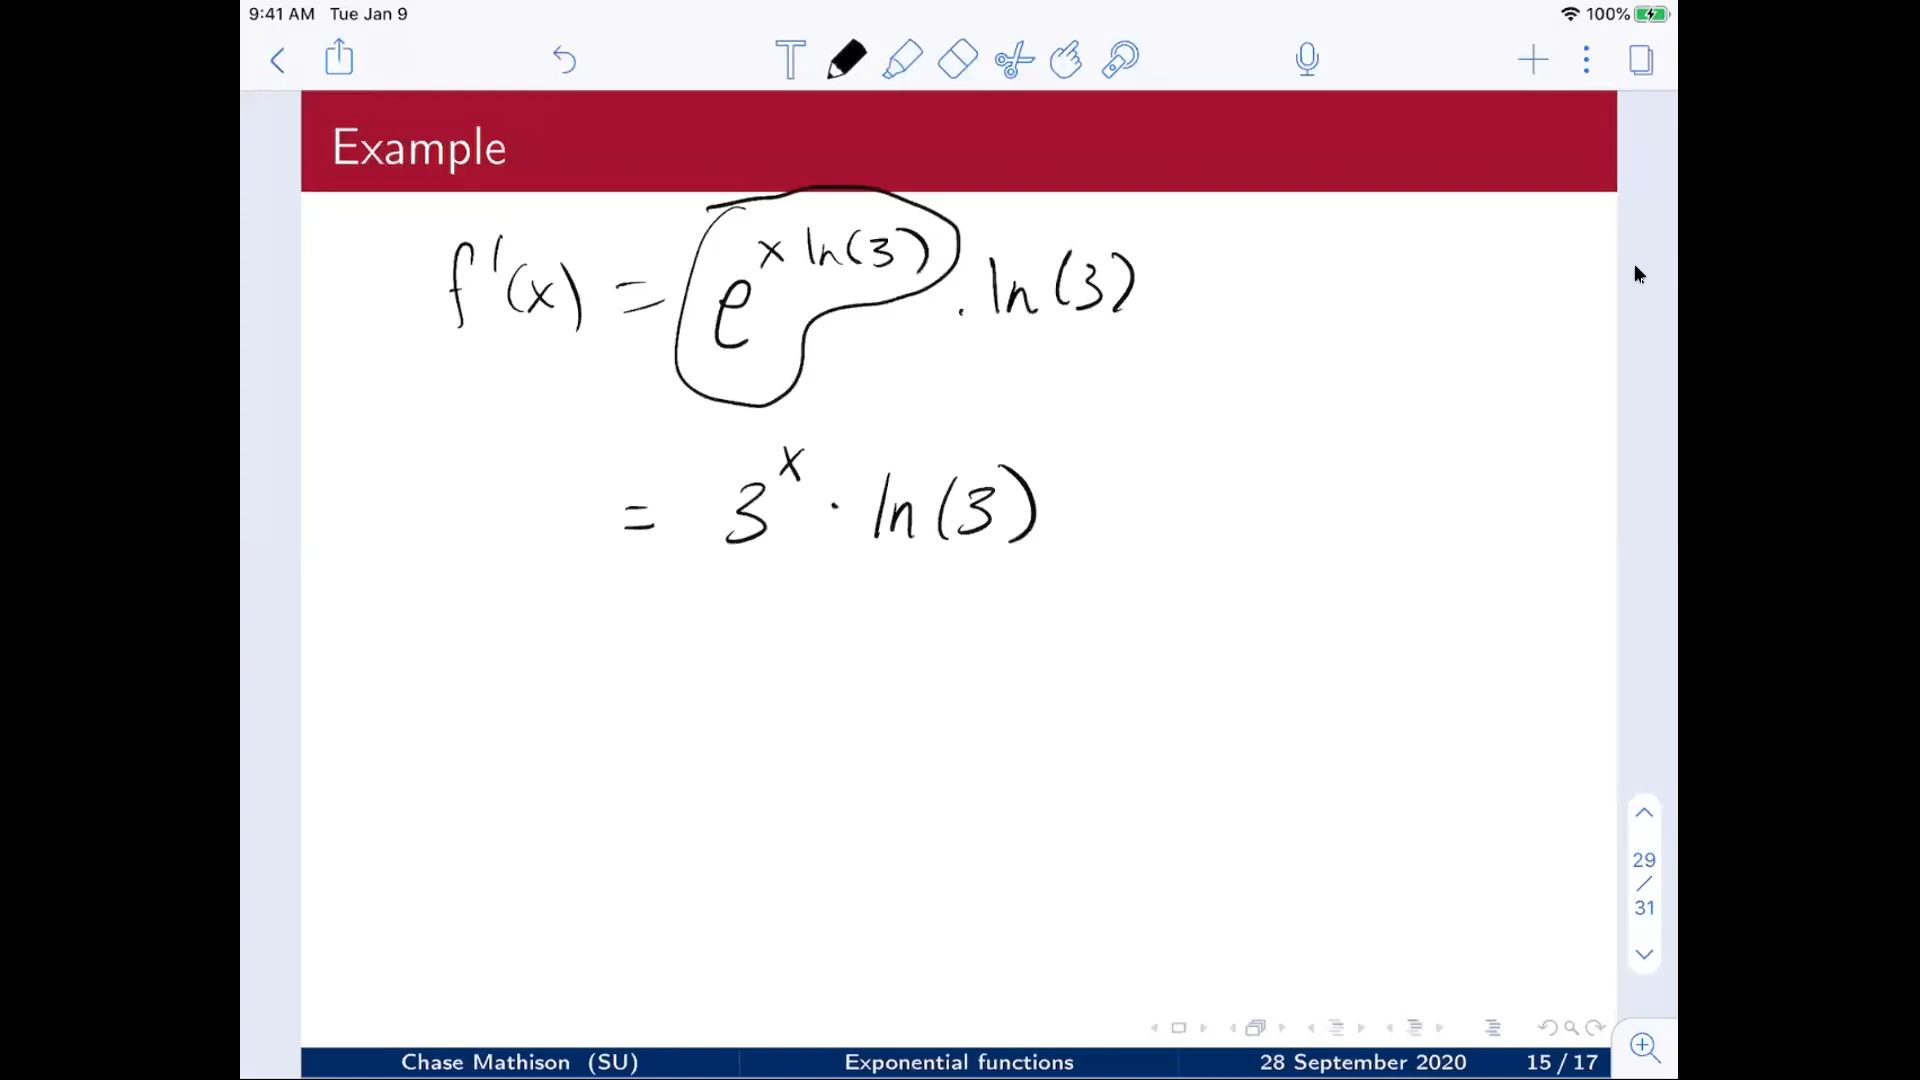 9:41 AM Tue Jan 9 100%
Example
f'(x) = e^{x ln(3)} . ln(3)
= 3^x · ln(3)
29
/
31
Chase Mathison (SU) Exponential functions 28 September 2020 15 / 17